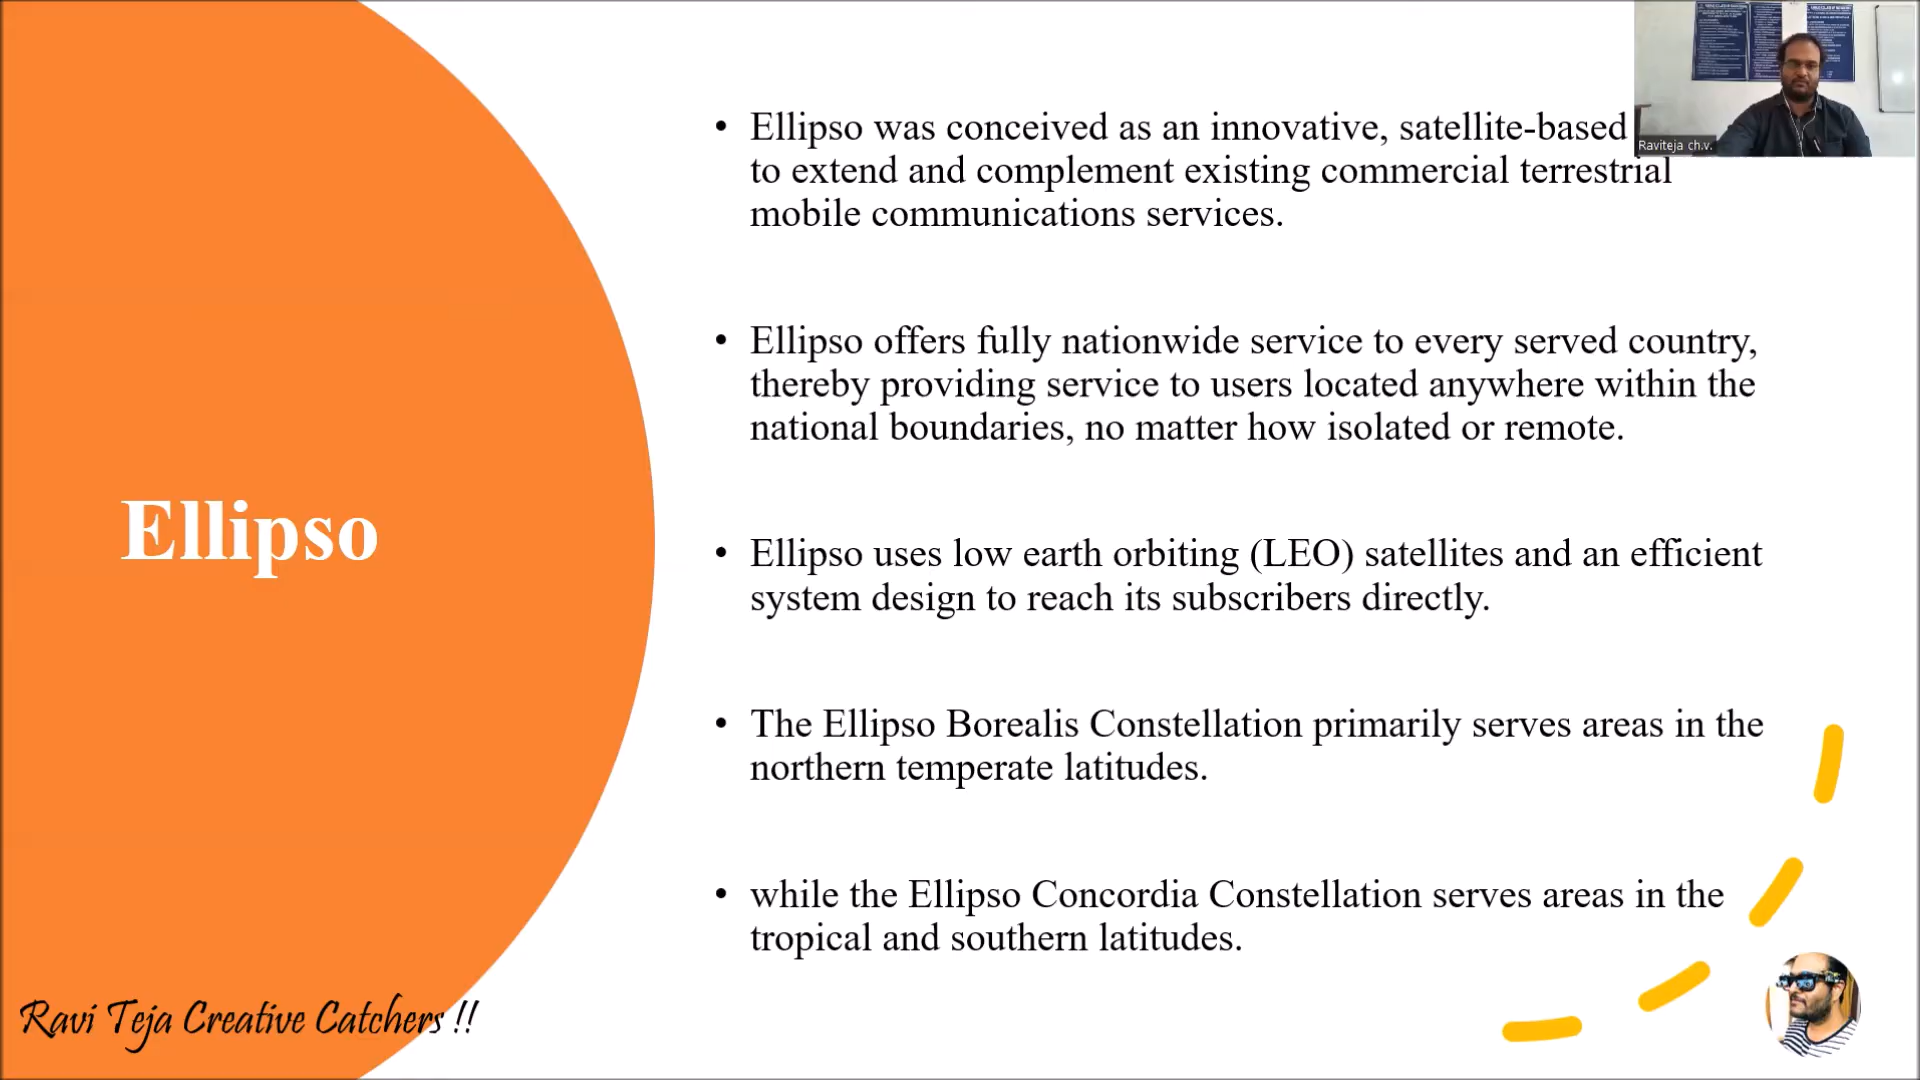 Ellipso
• Ellipso was conceived as an innovative, satellite-based
to extend and complement existing commercial terrestrial
mobile communications services.
• Ellipso offers fully nationwide service to every served country,
thereby providing service to users located anywhere within the
national boundaries, no matter how isolated or remote.
• Ellipso uses low earth orbiting (LEO) satellites and an efficient
system design to reach its subscribers directly.
• The Ellipso Borealis Constellation primarily serves areas in the
northern temperate latitudes.
• while the Ellipso Concordia Constellation serves areas in the
tropical and southern latitudes.
Raviteja ch.v.
Ravi Teja Creative Catchers !!